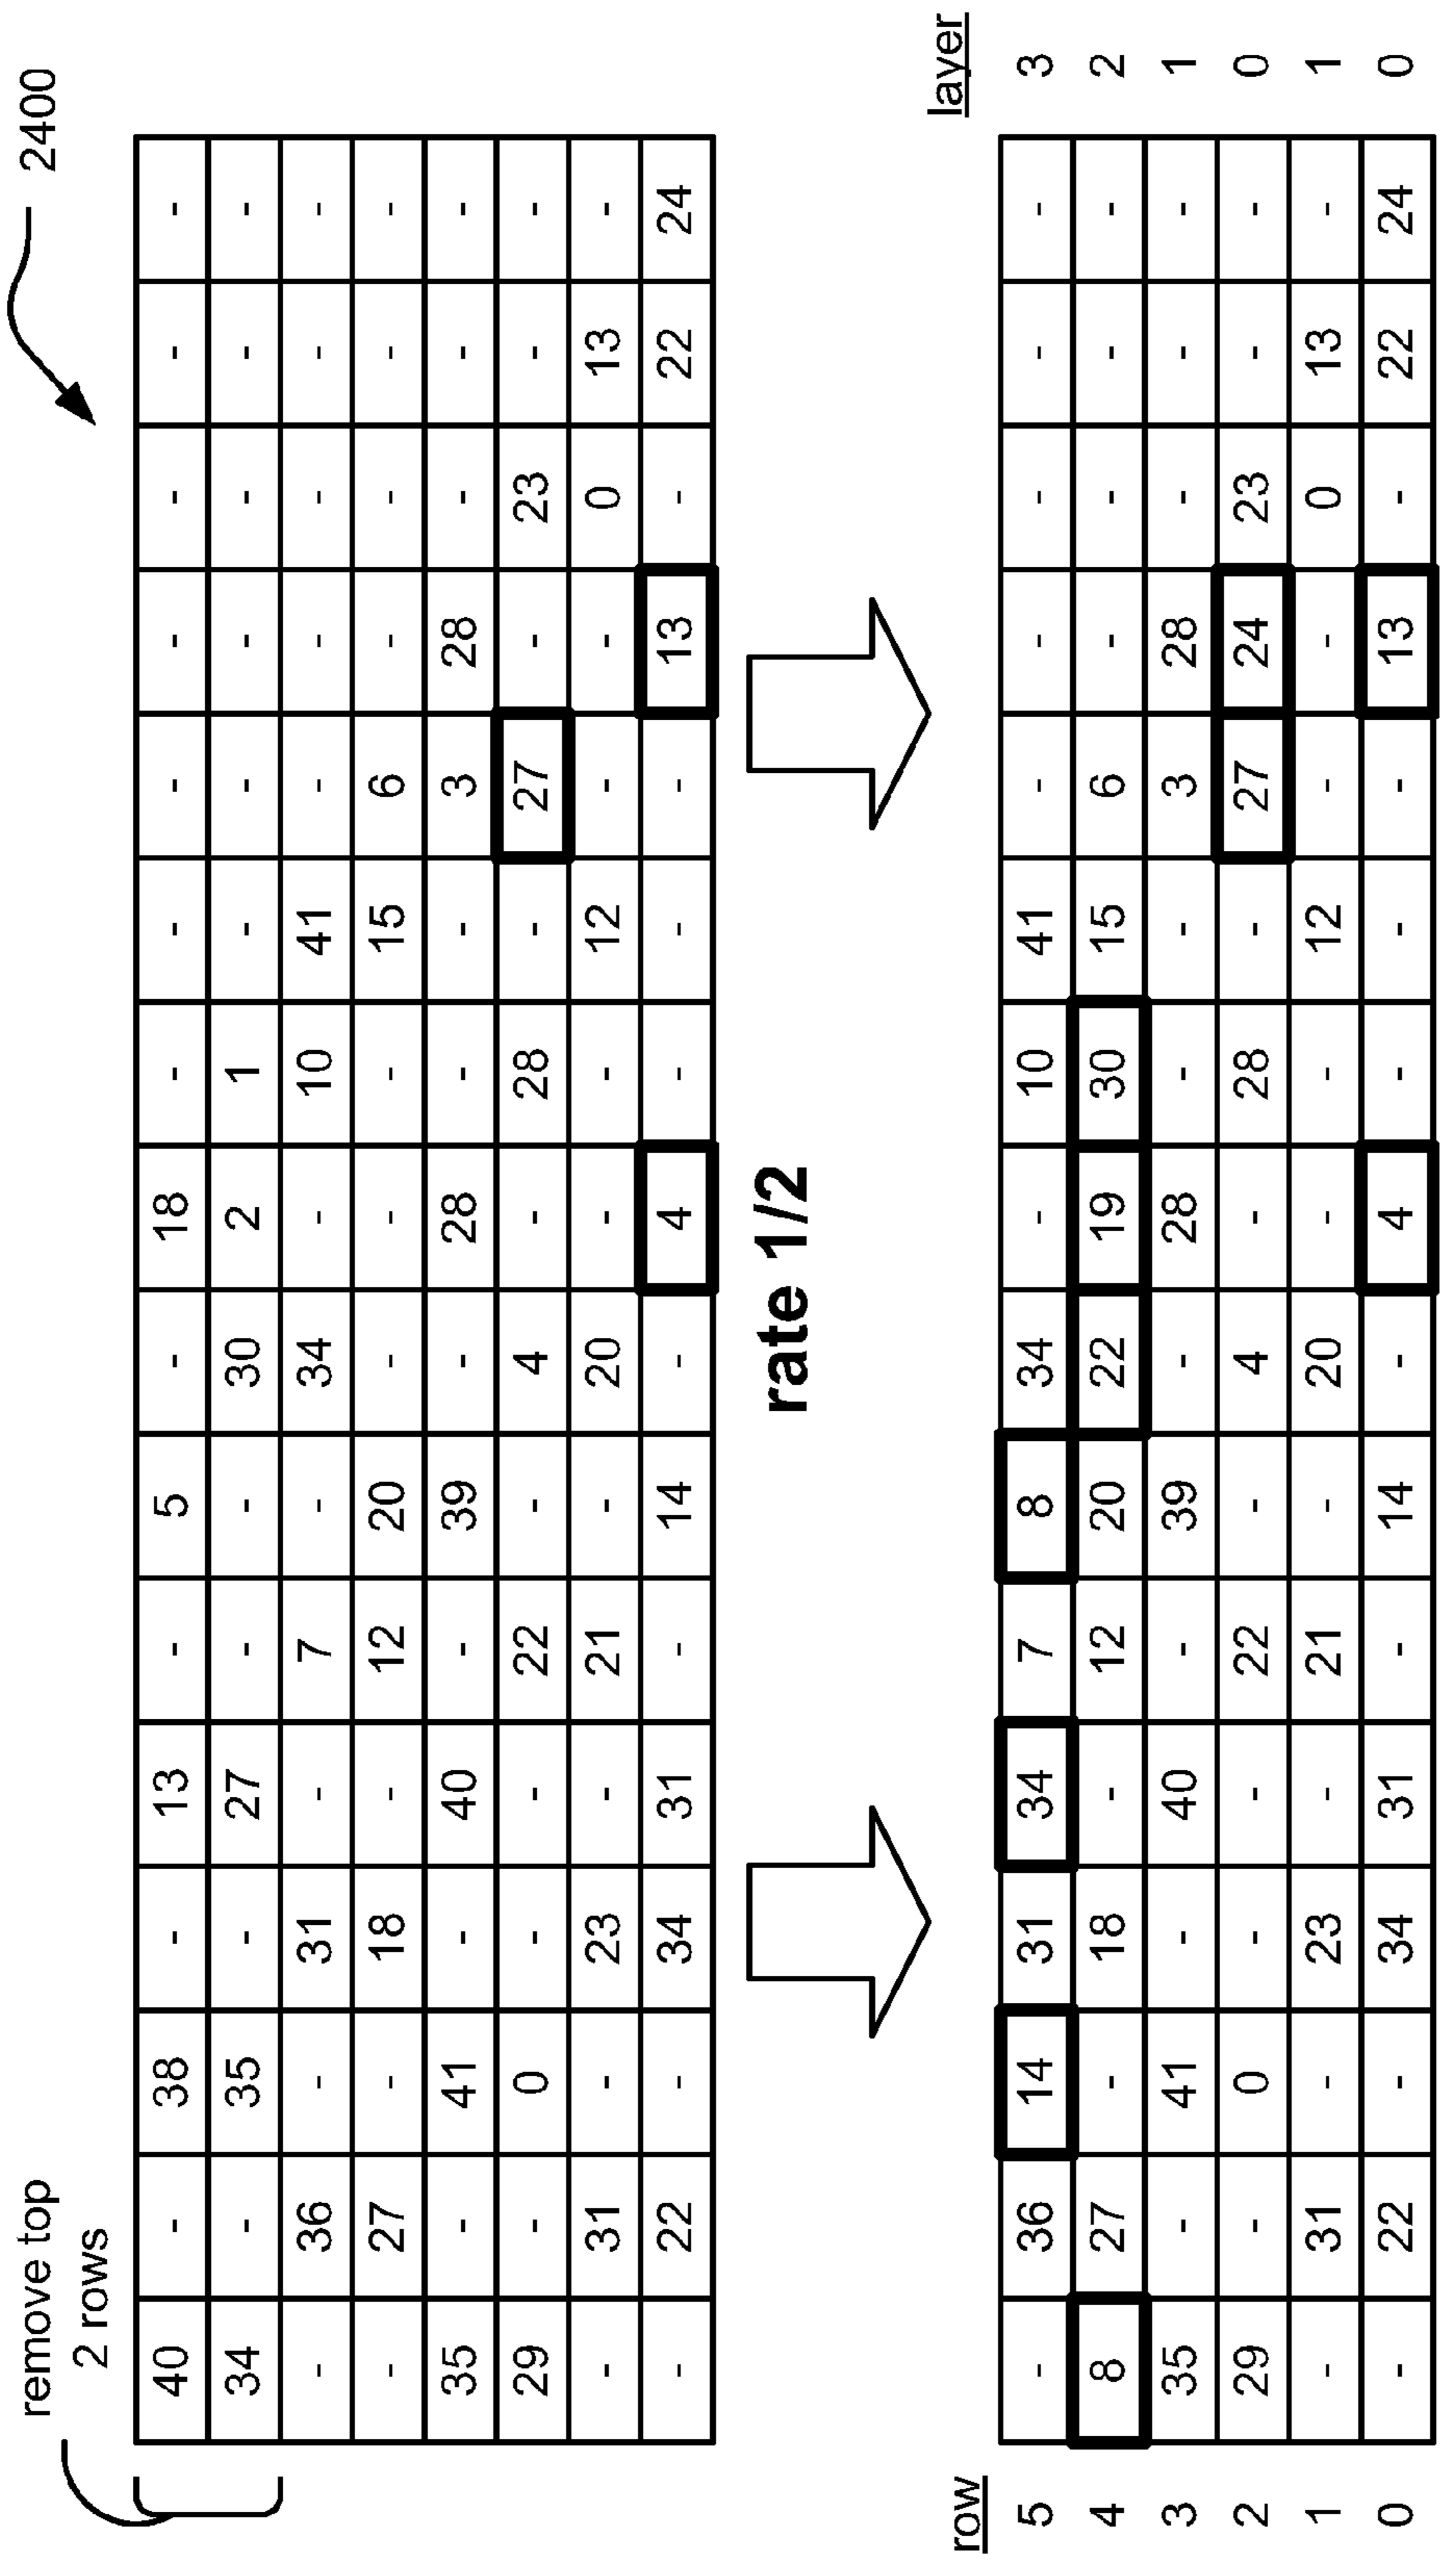 remove top
2 rows
2400
40 - 38 - 13 - 5 - 18 - - - - - - -
34 - 35 - 27 - - 30 2 1 - - - - - -
- 36 - 31 - 7 - 34 - 10 41 - - - - -
- 27 - 18 - 12 20 - - - 15 6 - - - -
35 - 41 - 40 - 39 - 28 - - 3 28 - - -
29 - 0 - - 22 - 4 - 28 - 27 - 23 - -
- 31 - 23 - 21 - 20 - - 12 - - 0 13 -
- 22 - 34 31 - 14 - 4 - - - 13 - 22 24
rate 1/2
row layer
5 - 36 14 31 34 7 8 34 - 10 41 - - - - - 3
4 8 27 - 18 - 12 20 22 19 30 15 6 - - - - 2
3 35 - 41 - 40 - 39 - 28 - - 3 28 - - - 1
2 29 - 0 - - 22 - 4 - 28 - 27 24 23 - - 0
1 - 31 - 23 - 21 - 20 - - 12 - - 0 13 - 1
0 - 22 - 34 31 - 14 - 4 - - - 13 - 22 24 0